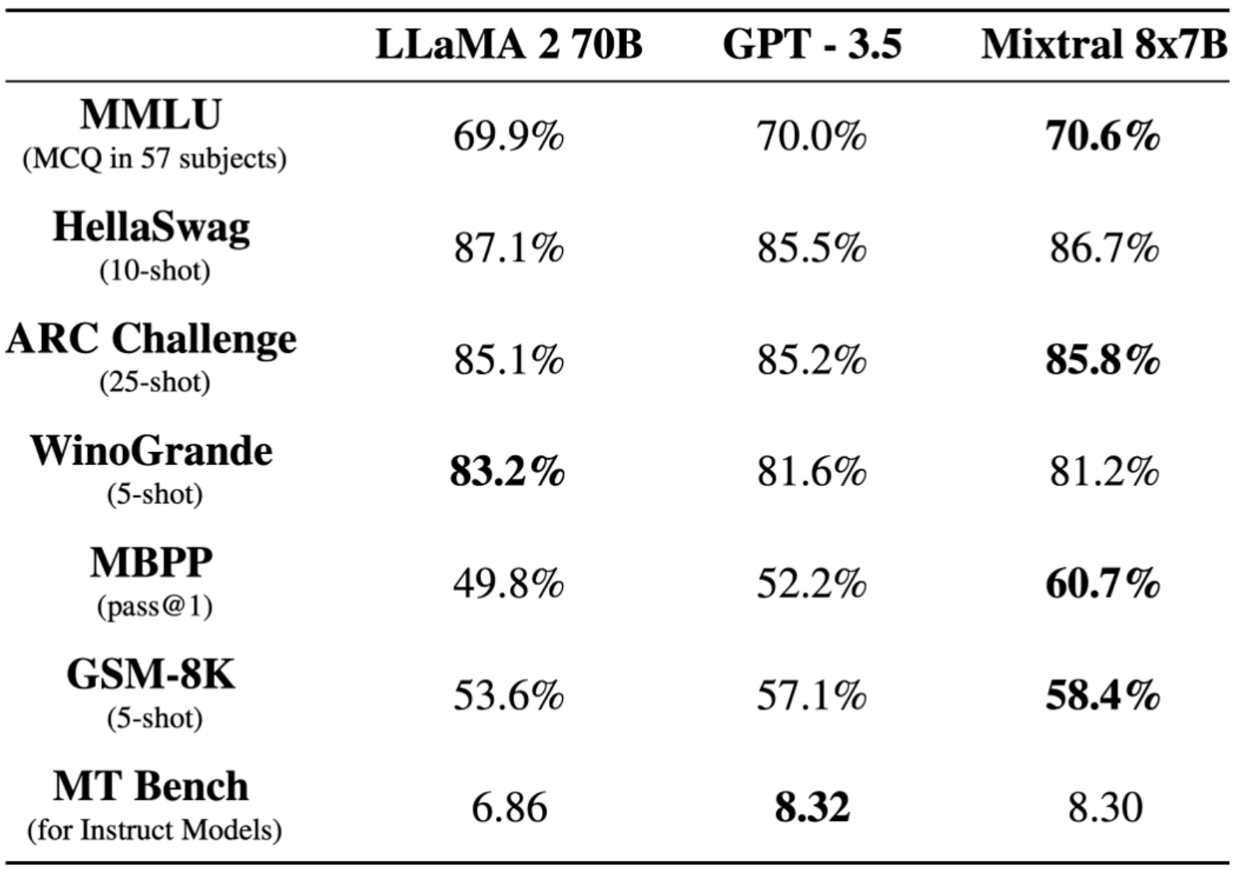 LLaMA 2 70B GPT - 3.5 Mixtral 8x7B
MMLU
(MCQ in 57 subjects) 69.9% 70.0% 70.6%
HellaSwag
(10-shot) 87.1% 85.5% 86.7%
ARC Challenge
(25-shot) 85.1% 85.2% 85.8%
WinoGrande
(5-shot) 83.2% 81.6% 81.2%
MBPP
(pass@1) 49.8% 52.2% 60.7%
GSM-8K
(5-shot) 53.6% 57.1% 58.4%
MT Bench
(for Instruct Models) 6.86 8.32 8.30